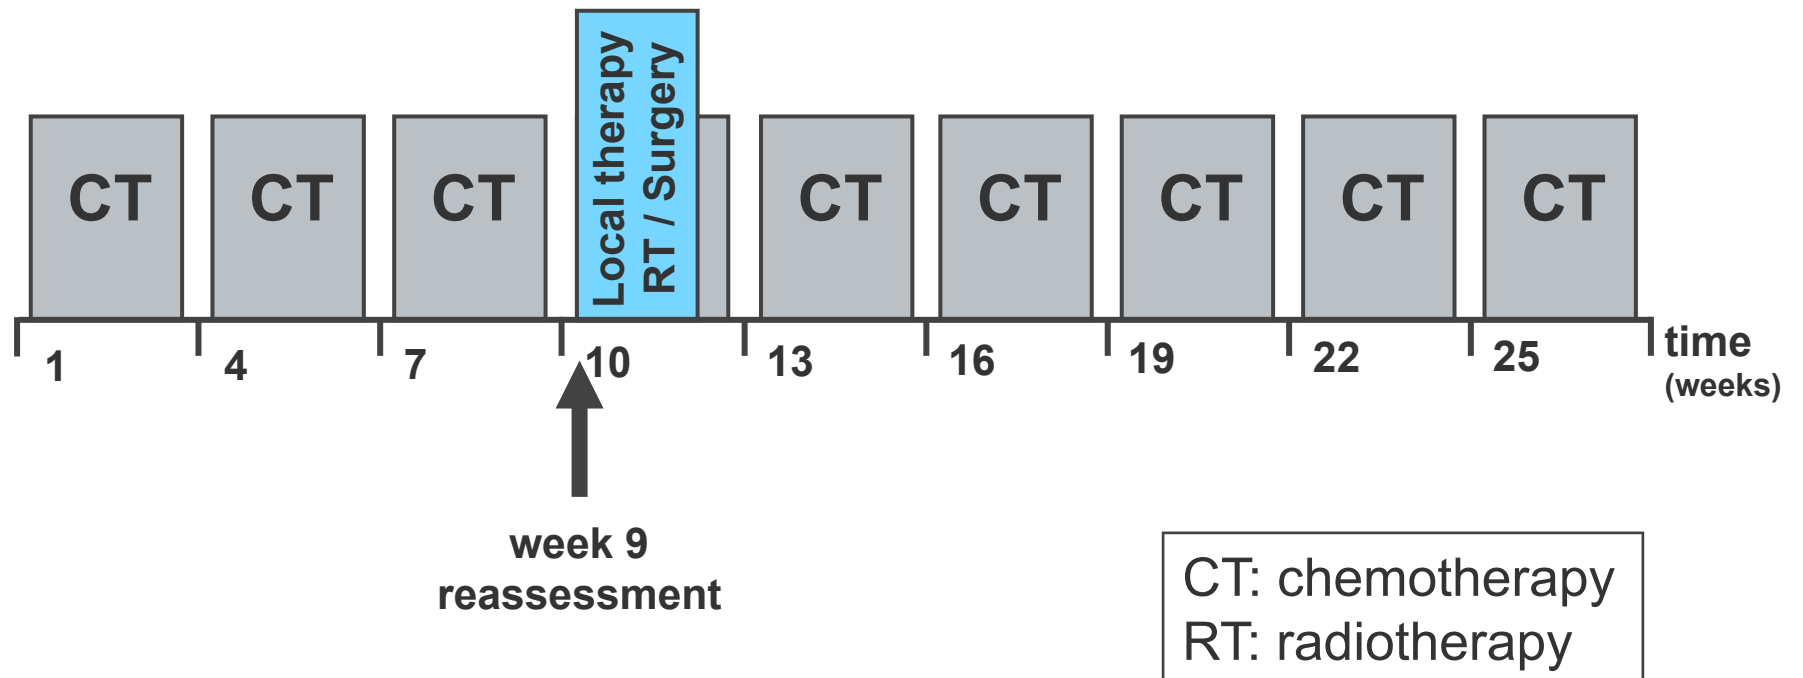 Local therapy
RT / Surgery
CT CT CT CT CT CT CT CT
1 4 7 10 13 16 19 22 25 time
(weeks)
week 9
reassessment
CT: chemotherapy
RT: radiotherapy